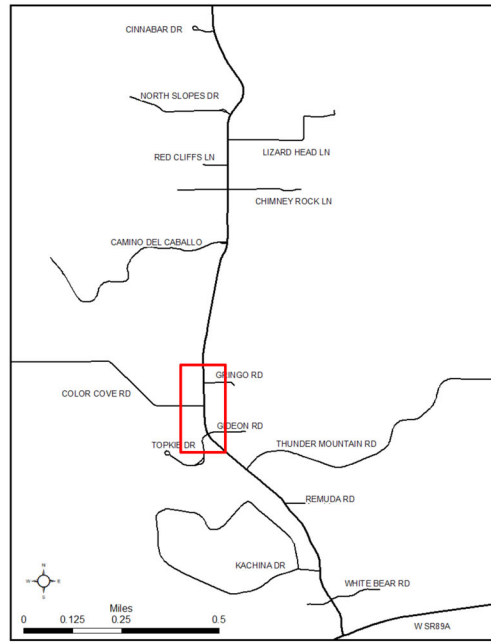 CINNABAR DR
NORTH SLOPES DR
LIZARD HEAD LN
RED CLIFFS LN
CHIMNEY ROCK LN
CAMINO DEL CABALLO
GRINGO RD
COLOR COVE RD
GIDEON RD
TOPKIE DR
THUNDER MOUNTAIN RD
REMUDA RD
KACHINA DR
N
W E
S
WHITE BEAR RD
Miles
0 0.125 0.25 0.5
W SR89A